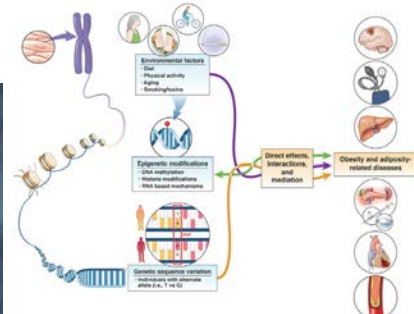 Environmental factors
• Diet
• Physical activity
• Aging
• Smoking/toxins
Epigenetic modifications
• DNA methylation
• Histone modifications
• RNA based mechanisms
Direct effects,
interactions,
and
mediation
Obesity and adiposity-
related diseases
Genetic sequence variation
• Individuals with alternate
allele (i.e., T vs G)